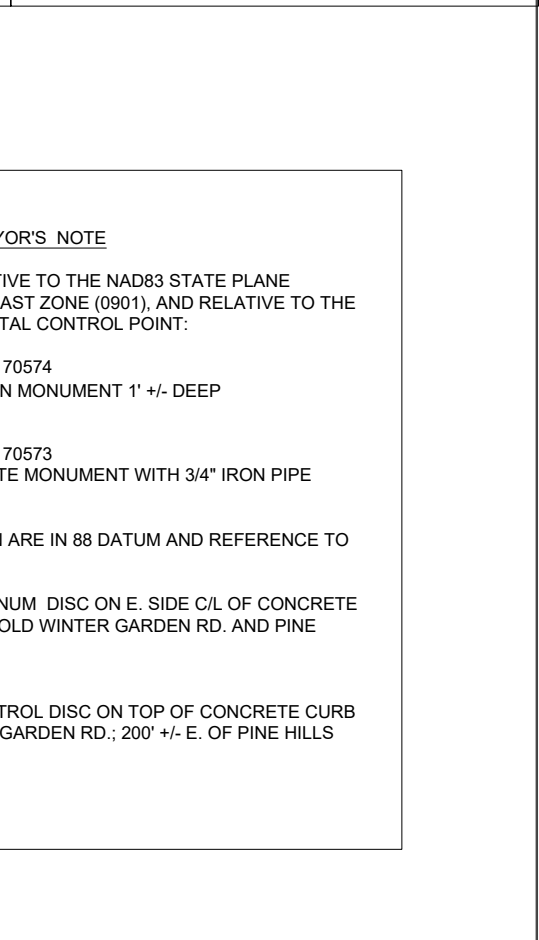 YOR'S NOTE
TIVE TO THE NAD83 STATE PLANE
AST ZONE (0901), AND RELATIVE TO THE
TAL CONTROL POINT:
70574
N MONUMENT 1' +/- DEEP
70573
TE MONUMENT WITH 3/4" IRON PIPE
ARE IN 88 DATUM AND REFERENCE TO
NUM DISC ON E. SIDE C/L OF CONCRETE
OLD WINTER GARDEN RD. AND PINE
TROL DISC ON TOP OF CONCRETE CURB
GARDEN RD.; 200' +/- E. OF PINE HILLS